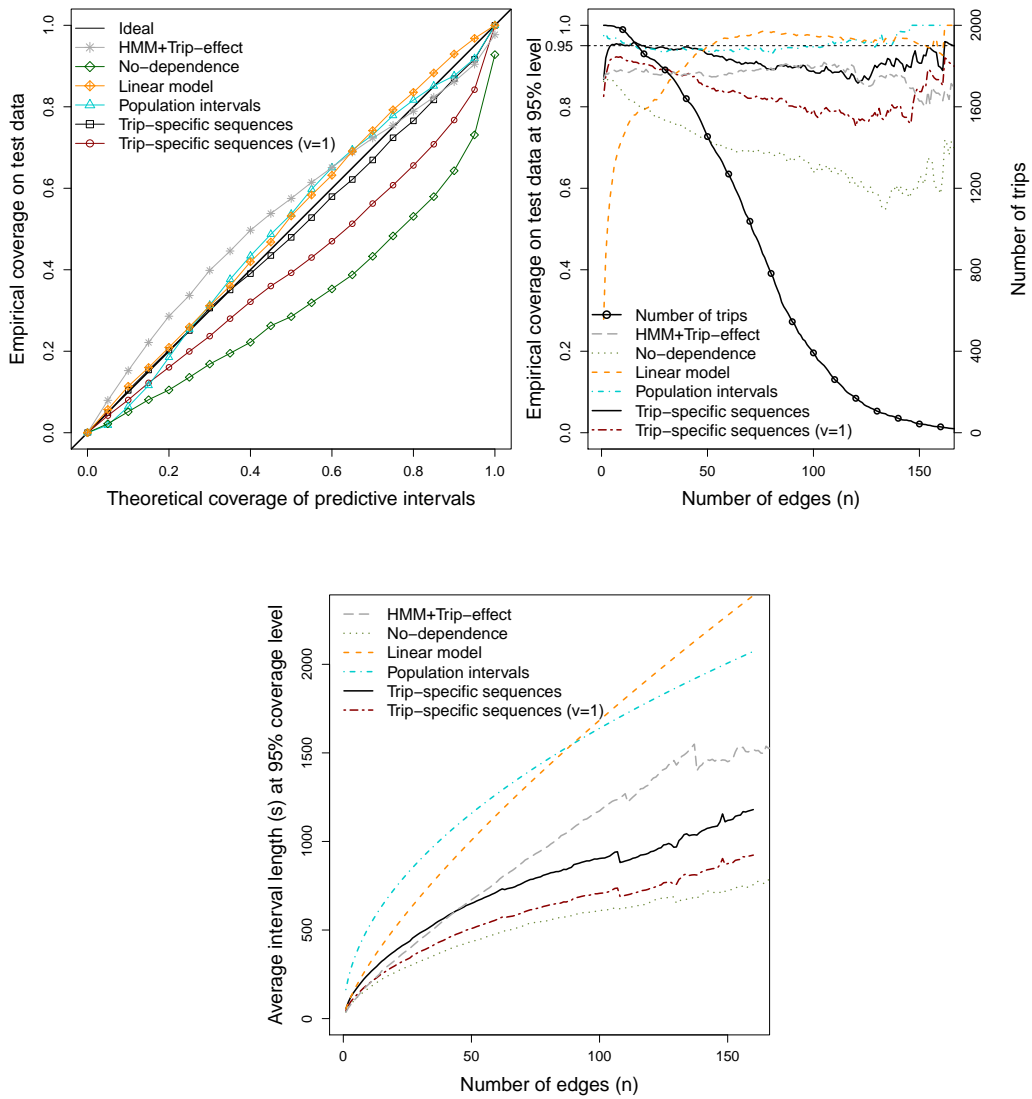 Ideal
HMM+Trip−effect
No−dependence
Linear model
Population intervals
Trip−specific sequences
Trip−specific sequences (v=1)
Empirical coverage on test data
0.0
0.2
0.4
0.6
0.8
1.0
0.0
0.2
0.4
0.6
0.8
1.0
Theoretical coverage of predictive intervals
Empirical coverage on test data at 95% level
0.0
0.2
0.4
0.6
0.8
0.95
1.0
Number of trips
HMM+Trip−effect
No−dependence
Linear model
Population intervals
Trip−specific sequences
Trip−specific sequences (v=1)
0
50
100
150
Number of edges (n)
0
400
800
1200
1600
2000
Number of trips
HMM+Trip−effect
No−dependence
Linear model
Population intervals
Trip−specific sequences
Trip−specific sequences (v=1)
Average interval length (s) at 95% coverage level
0
500
1000
1500
2000
0
50
100
150
Number of edges (n)